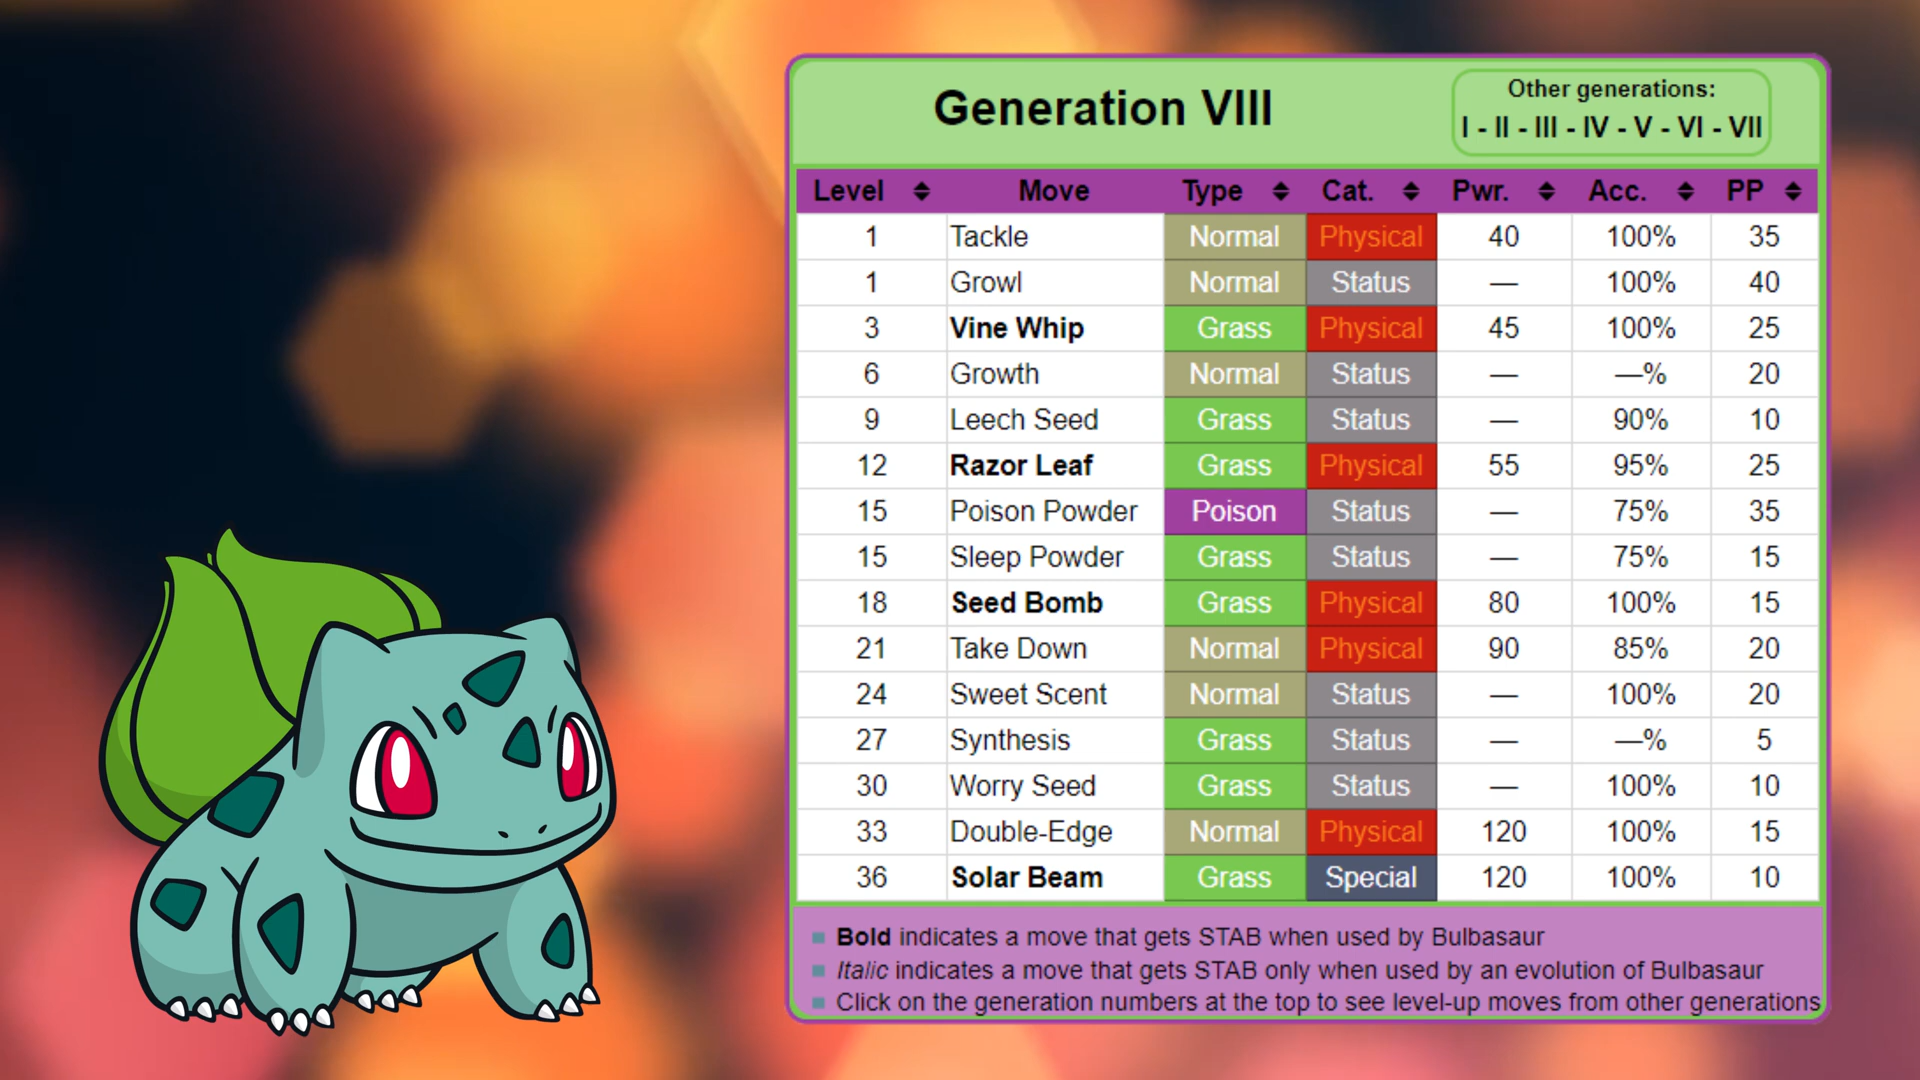 Generation VIII
Other generations:
I - II - III - IV - V - VI - VII
Level Move Type Cat. Pwr. Acc. PP
1 Tackle Normal Physical 40 100% 35
1 Growl Normal Status — 100% 40
3 Vine Whip Grass Physical 45 100% 25
6 Growth Normal Status — —% 20
9 Leech Seed Grass Status — 90% 10
12 Razor Leaf Grass Physical 55 95% 25
15 Poison Powder Poison Status — 75% 35
15 Sleep Powder Grass Status — 75% 15
18 Seed Bomb Grass Physical 80 100% 15
21 Take Down Normal Physical 90 85% 20
24 Sweet Scent Normal Status — 100% 20
27 Synthesis Grass Status — —% 5
30 Worry Seed Grass Status — 100% 10
33 Double-Edge Normal Physical 120 100% 15
36 Solar Beam Grass Special 120 100% 10
Bold indicates a move that gets STAB when used by Bulbasaur
Italic indicates a move that gets STAB only when used by an evolution of Bulbasaur
Click on the generation numbers at the top to see level-up moves from other generations